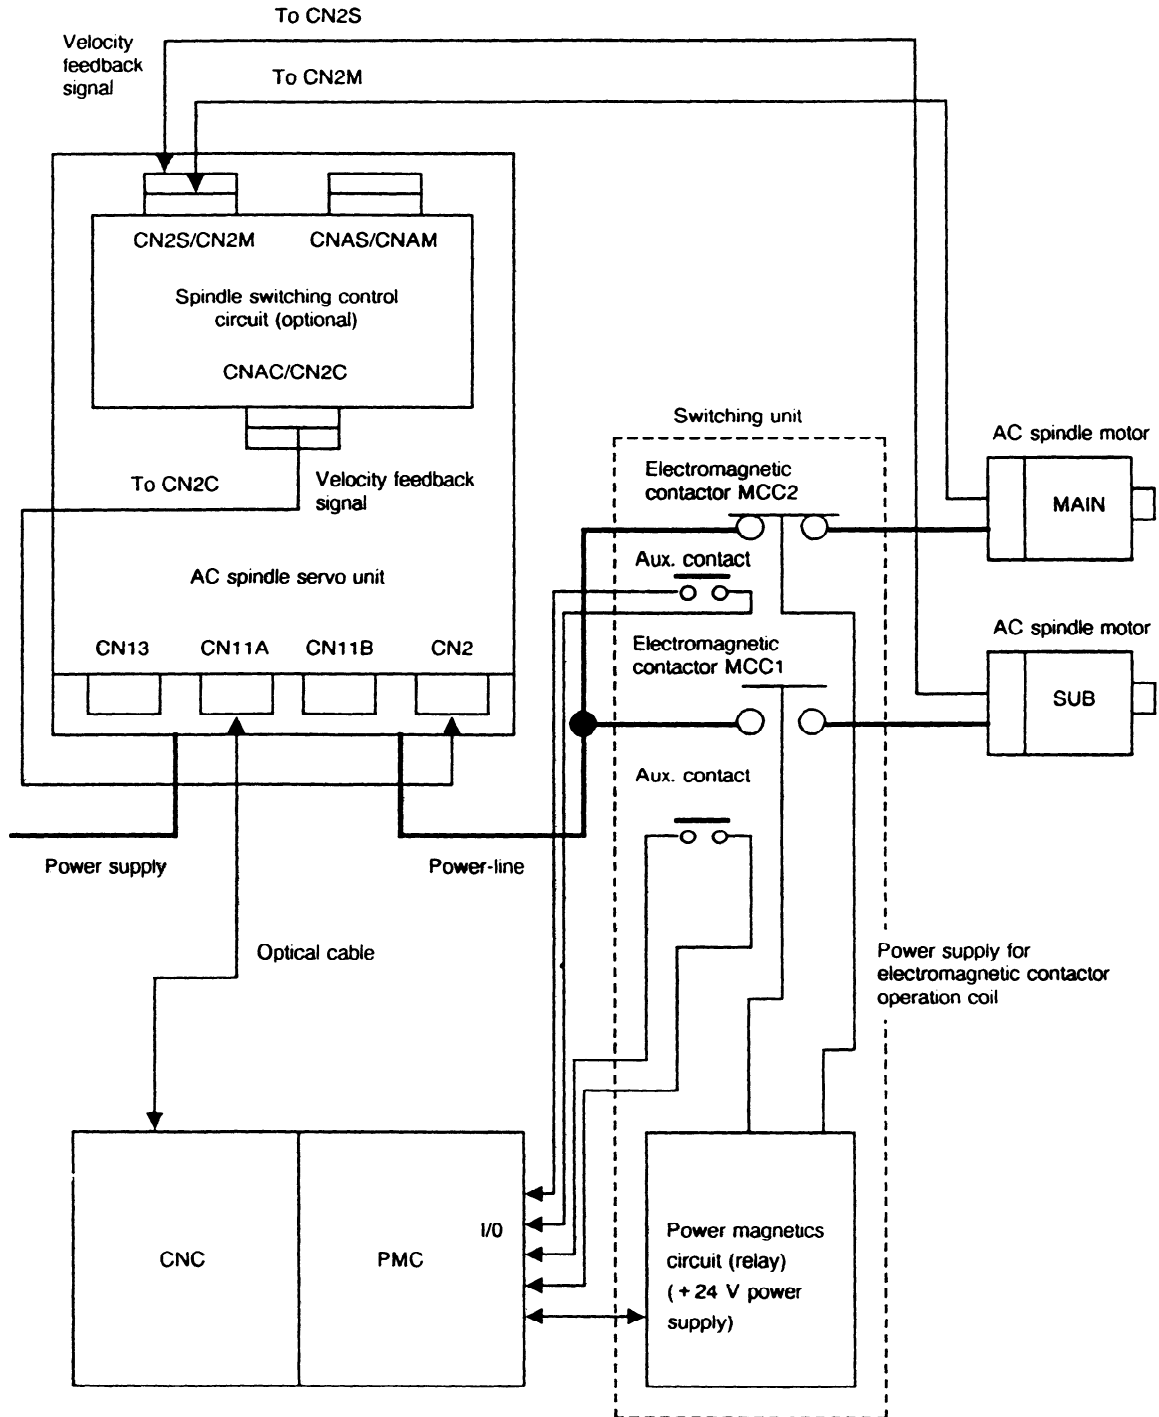 To CN2S
Velocity
feedback
signal
To CN2M
CN2S/CN2M
CNAS/CNAM
Spindle switching control
circuit (optional)
CNAC/CN2C
To CN2C
Velocity feedback
signal
AC spindle servo unit
CN13
CN11A
CN11B
CN2
Power supply
Power-line
Optical cable
Switching unit
Electromagnetic
contactor MCC2
Aux. contact
Electromagnetic
contactor MCC1
Aux. contact
AC spindle motor
MAIN
AC spindle motor
SUB
Power supply for
electromagnetic contactor
operation coil
CNC
PMC
I/0
Power magnetics
circuit (relay)
(+24 V power
supply)